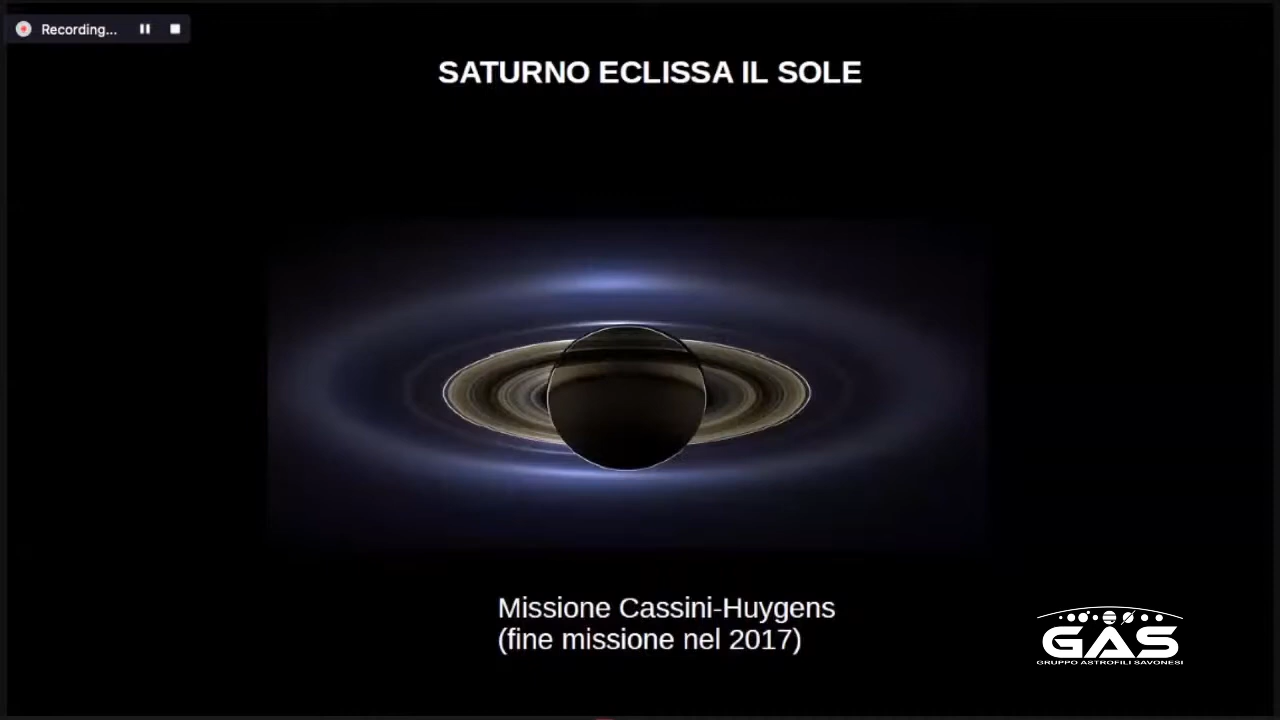 Recording...
SATURNO ECLISSA IL SOLE
Missione Cassini-Huygens
(fine missione nel 2017)
GAS
GRUPPO ASTROFILI SAVONESI